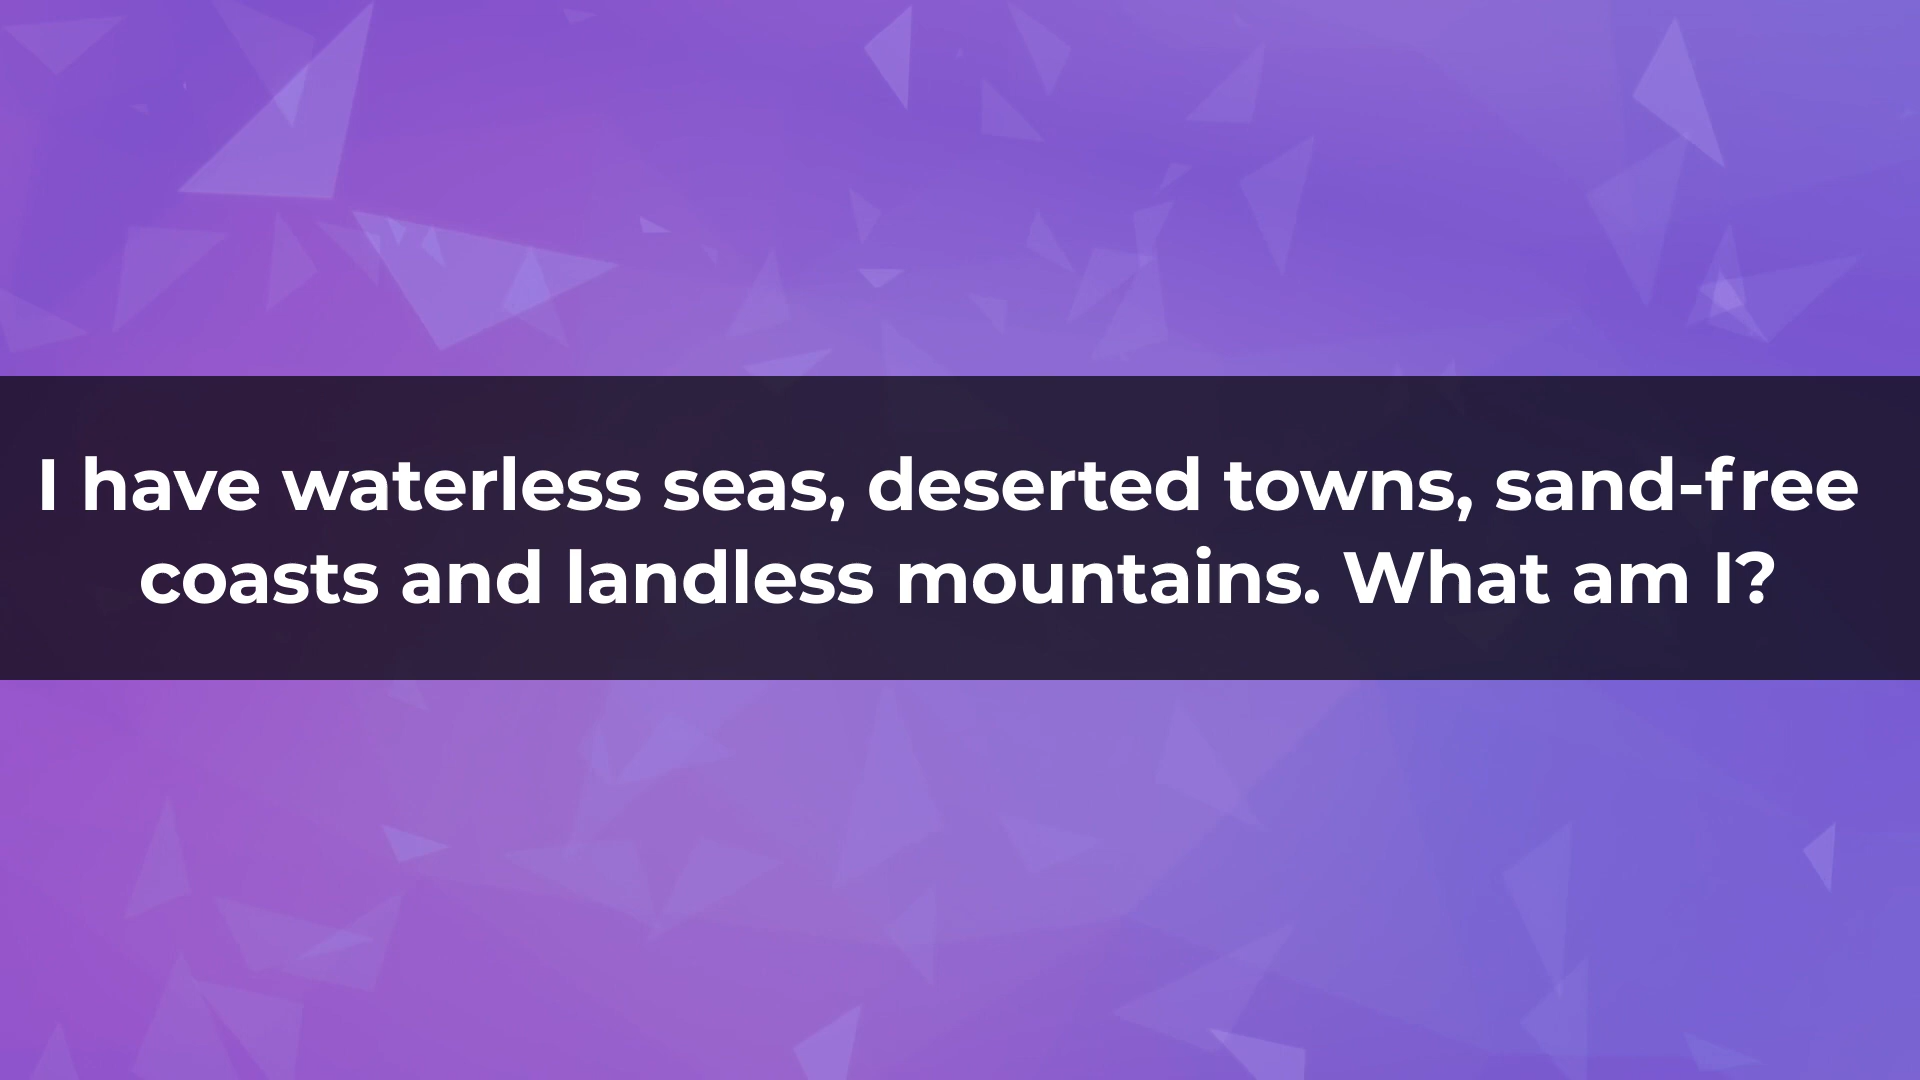 I have waterless seas, deserted towns, sand-free
coasts and landless mountains. What am I?